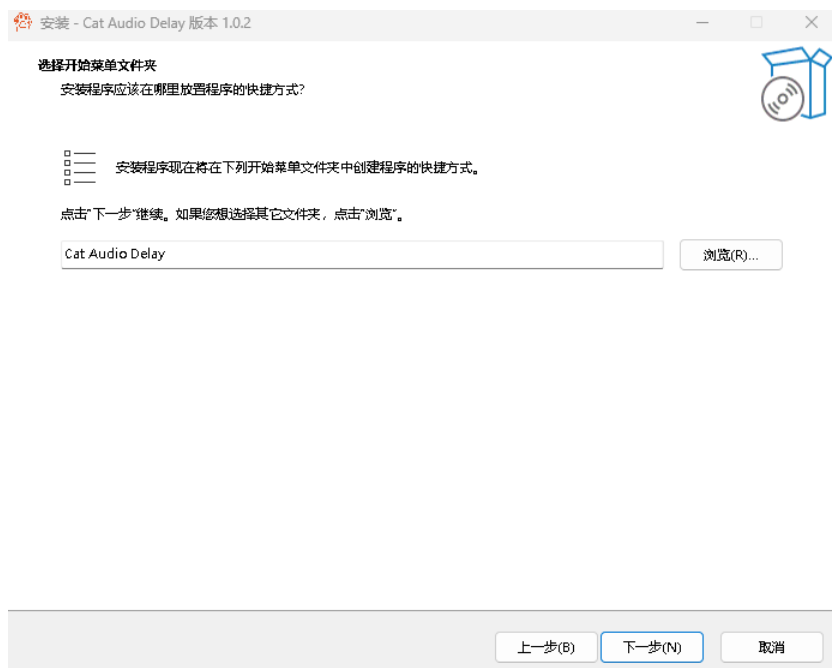 安装 - Cat Audio Delay 版本 1.0.2
选择开始菜单文件夹
安装程序应该在哪里放置程序的快捷方式?
安装程序现在将在下列开始菜单文件夹中创建程序的快捷方式。
点击“下一步”继续。如果您想选择其它文件夹，点击“浏览”。
Cat Audio Delay
浏览(R)...
上一步(B)
下一步(N)
取消